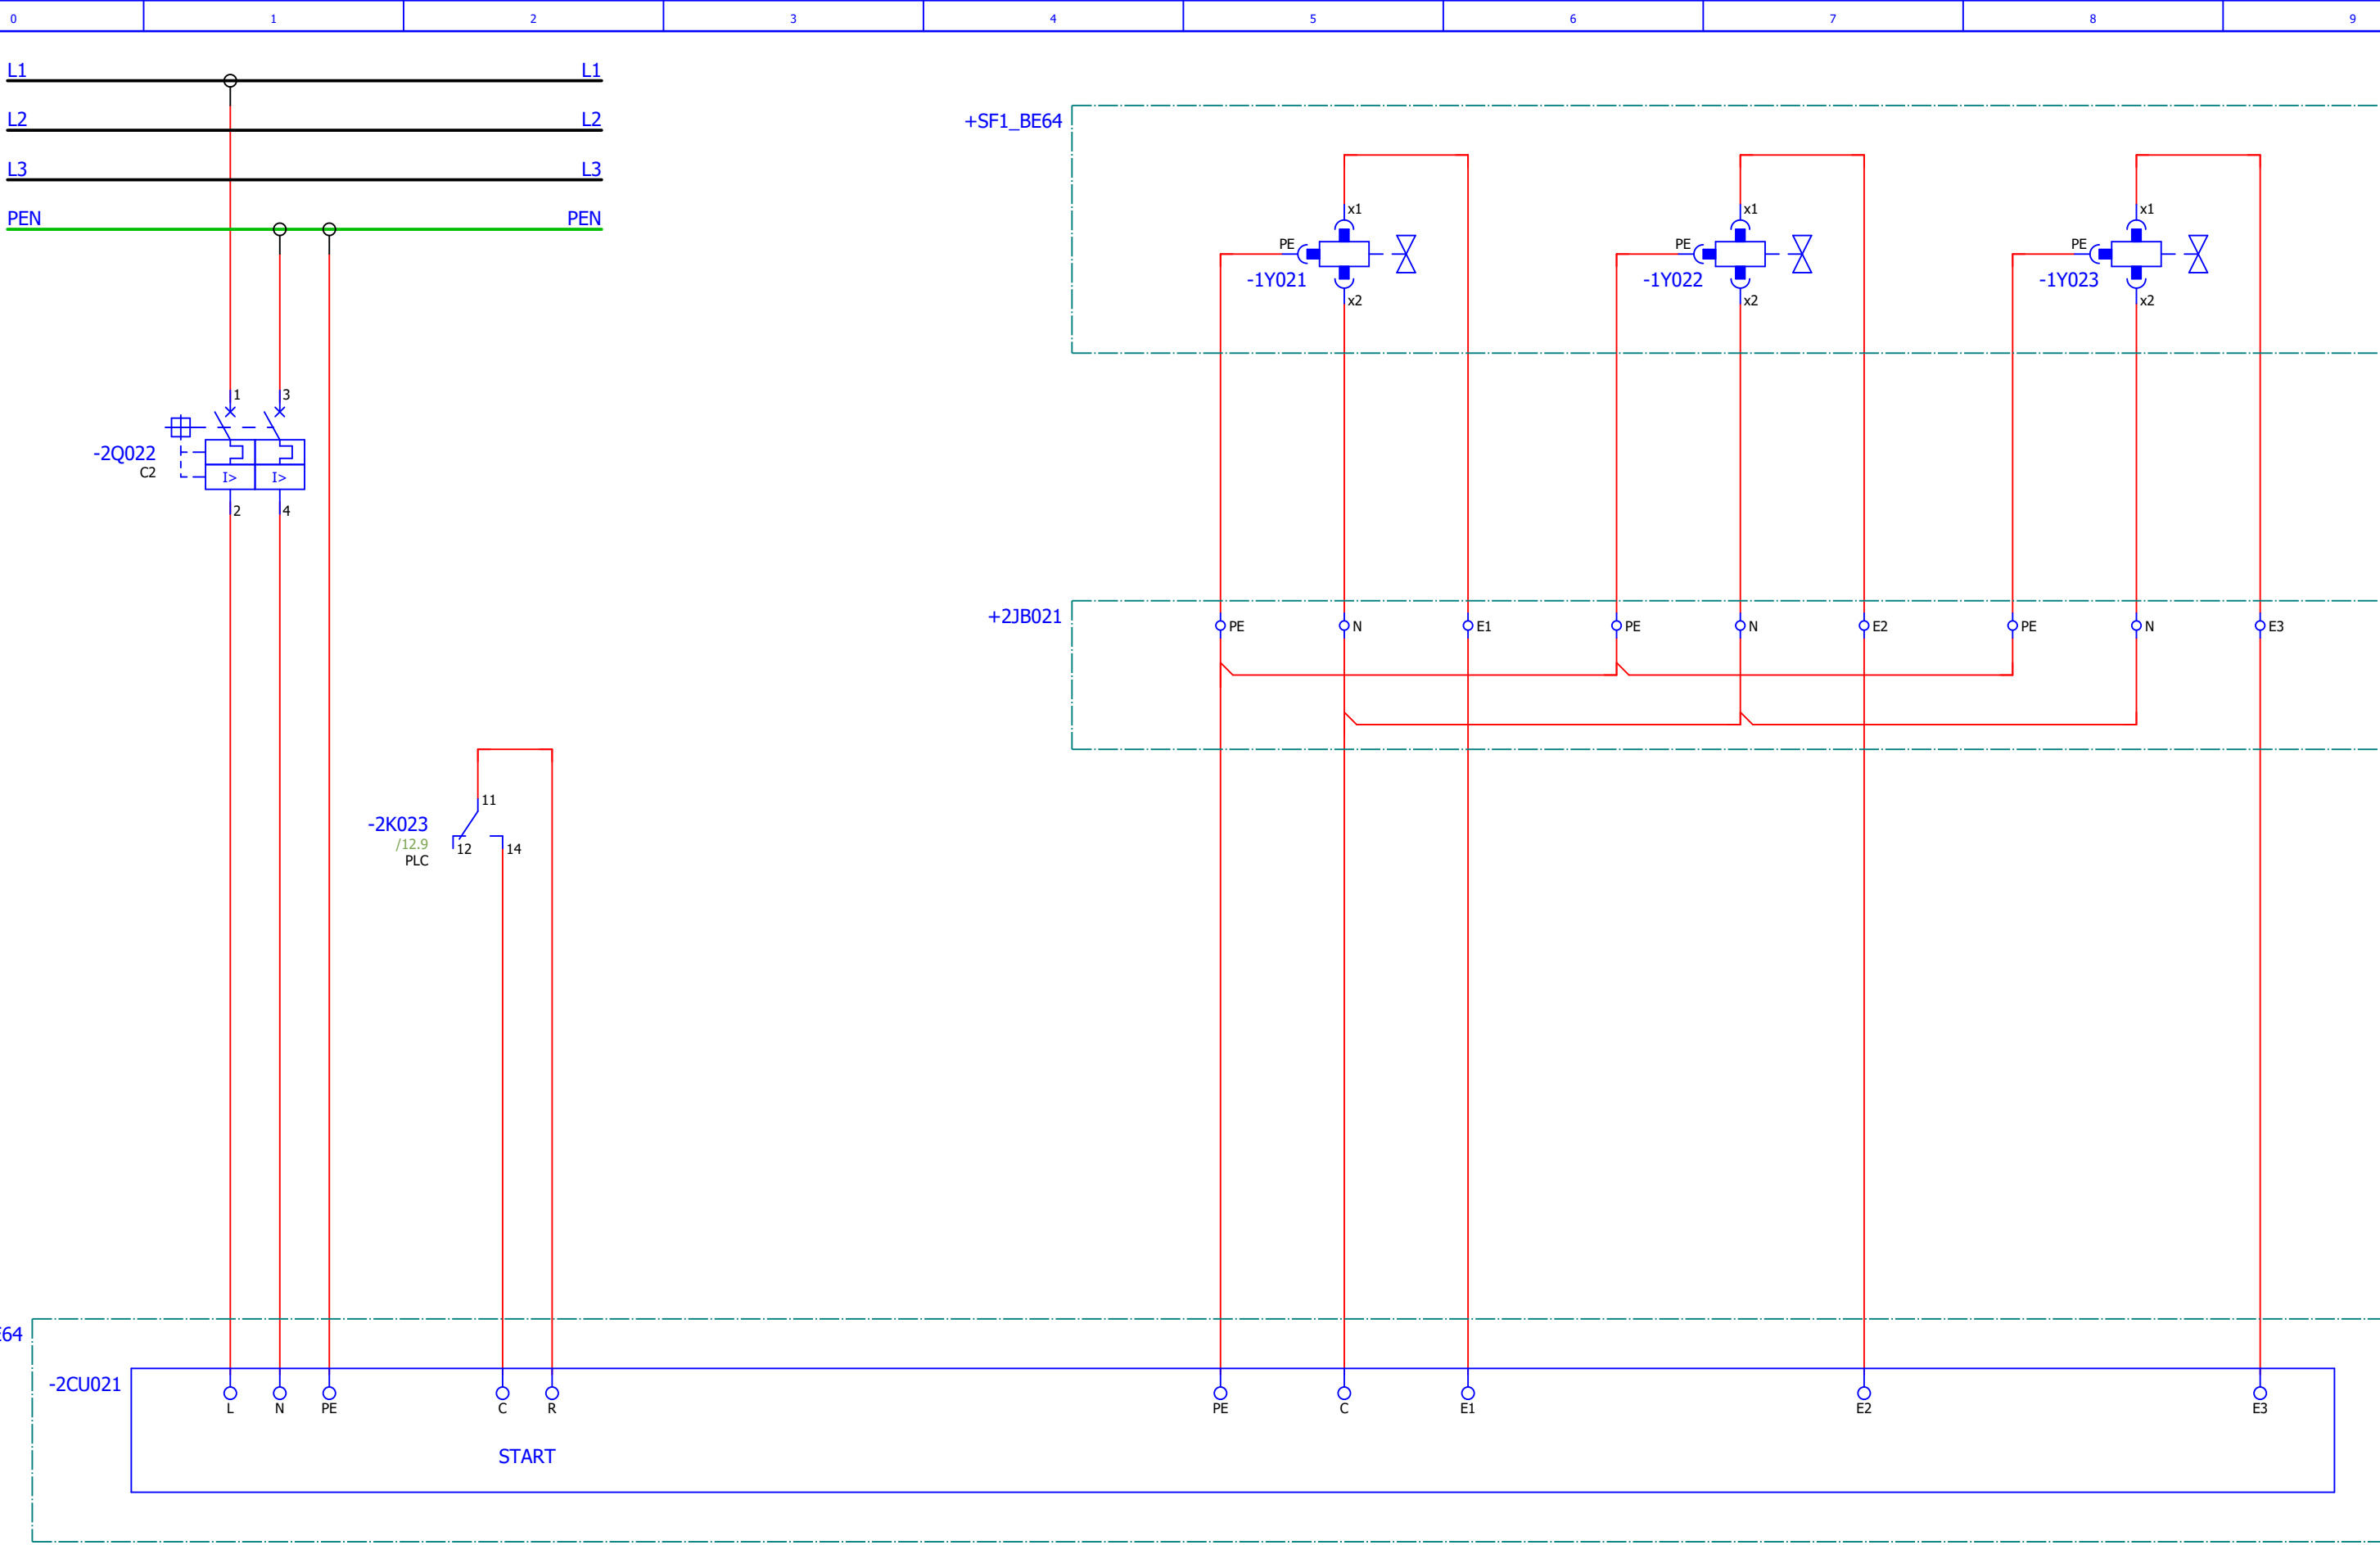 0 1 2 3 4 5 6 7 8 9
L1 L1
L2 L2
+SF1_BE64
L3 L3
PEN PEN
x1 x1 x1
PE PE PE
-1Y021 -1Y022 -1Y023
x2 x2 x2
1 3
-2Q022
C2
I> I>
2 4
+2JB021
PE N E1 PE N E2 PE N E3
11
-2K023
/12.9
12 14
PLC
E64
-2CU021
L N PE C R PE C E1 E2 E3
START